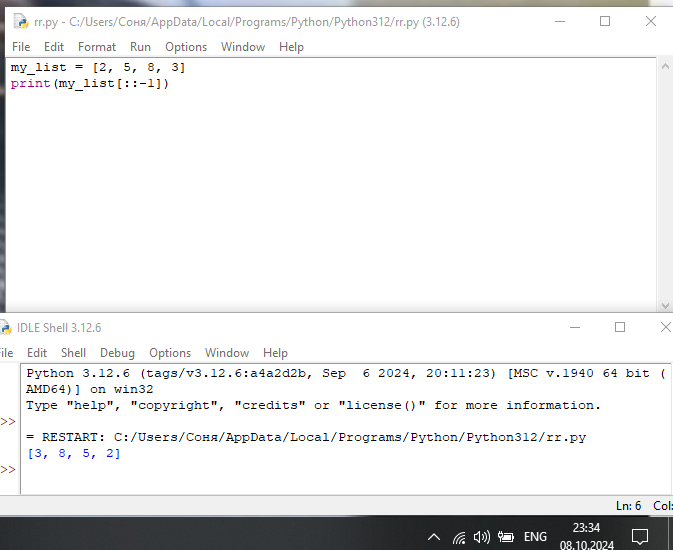 rr.py - C:/Users/Соня/AppData/Local/Programs/Python/Python312/rr.py (3.12.6)
File Edit Format Run Options Window Help
my_list = [2, 5, 8, 3]
print(my_list[::-1])
IDLE Shell 3.12.6
ile Edit Shell Debug Options Window Help
Python 3.12.6 (tags/v3.12.6:a4a2d2b, Sep  6 2024, 20:11:23) [MSC v.1940 64 bit (
AMD64)] on win32
Type "help", "copyright", "credits" or "license()" for more information.
>>
= RESTART: C:/Users/Соня/AppData/Local/Programs/Python/Python312/rr.py
[3, 8, 5, 2]
>>
Ln: 6 Col:
ENG
23:34
08.10.2024